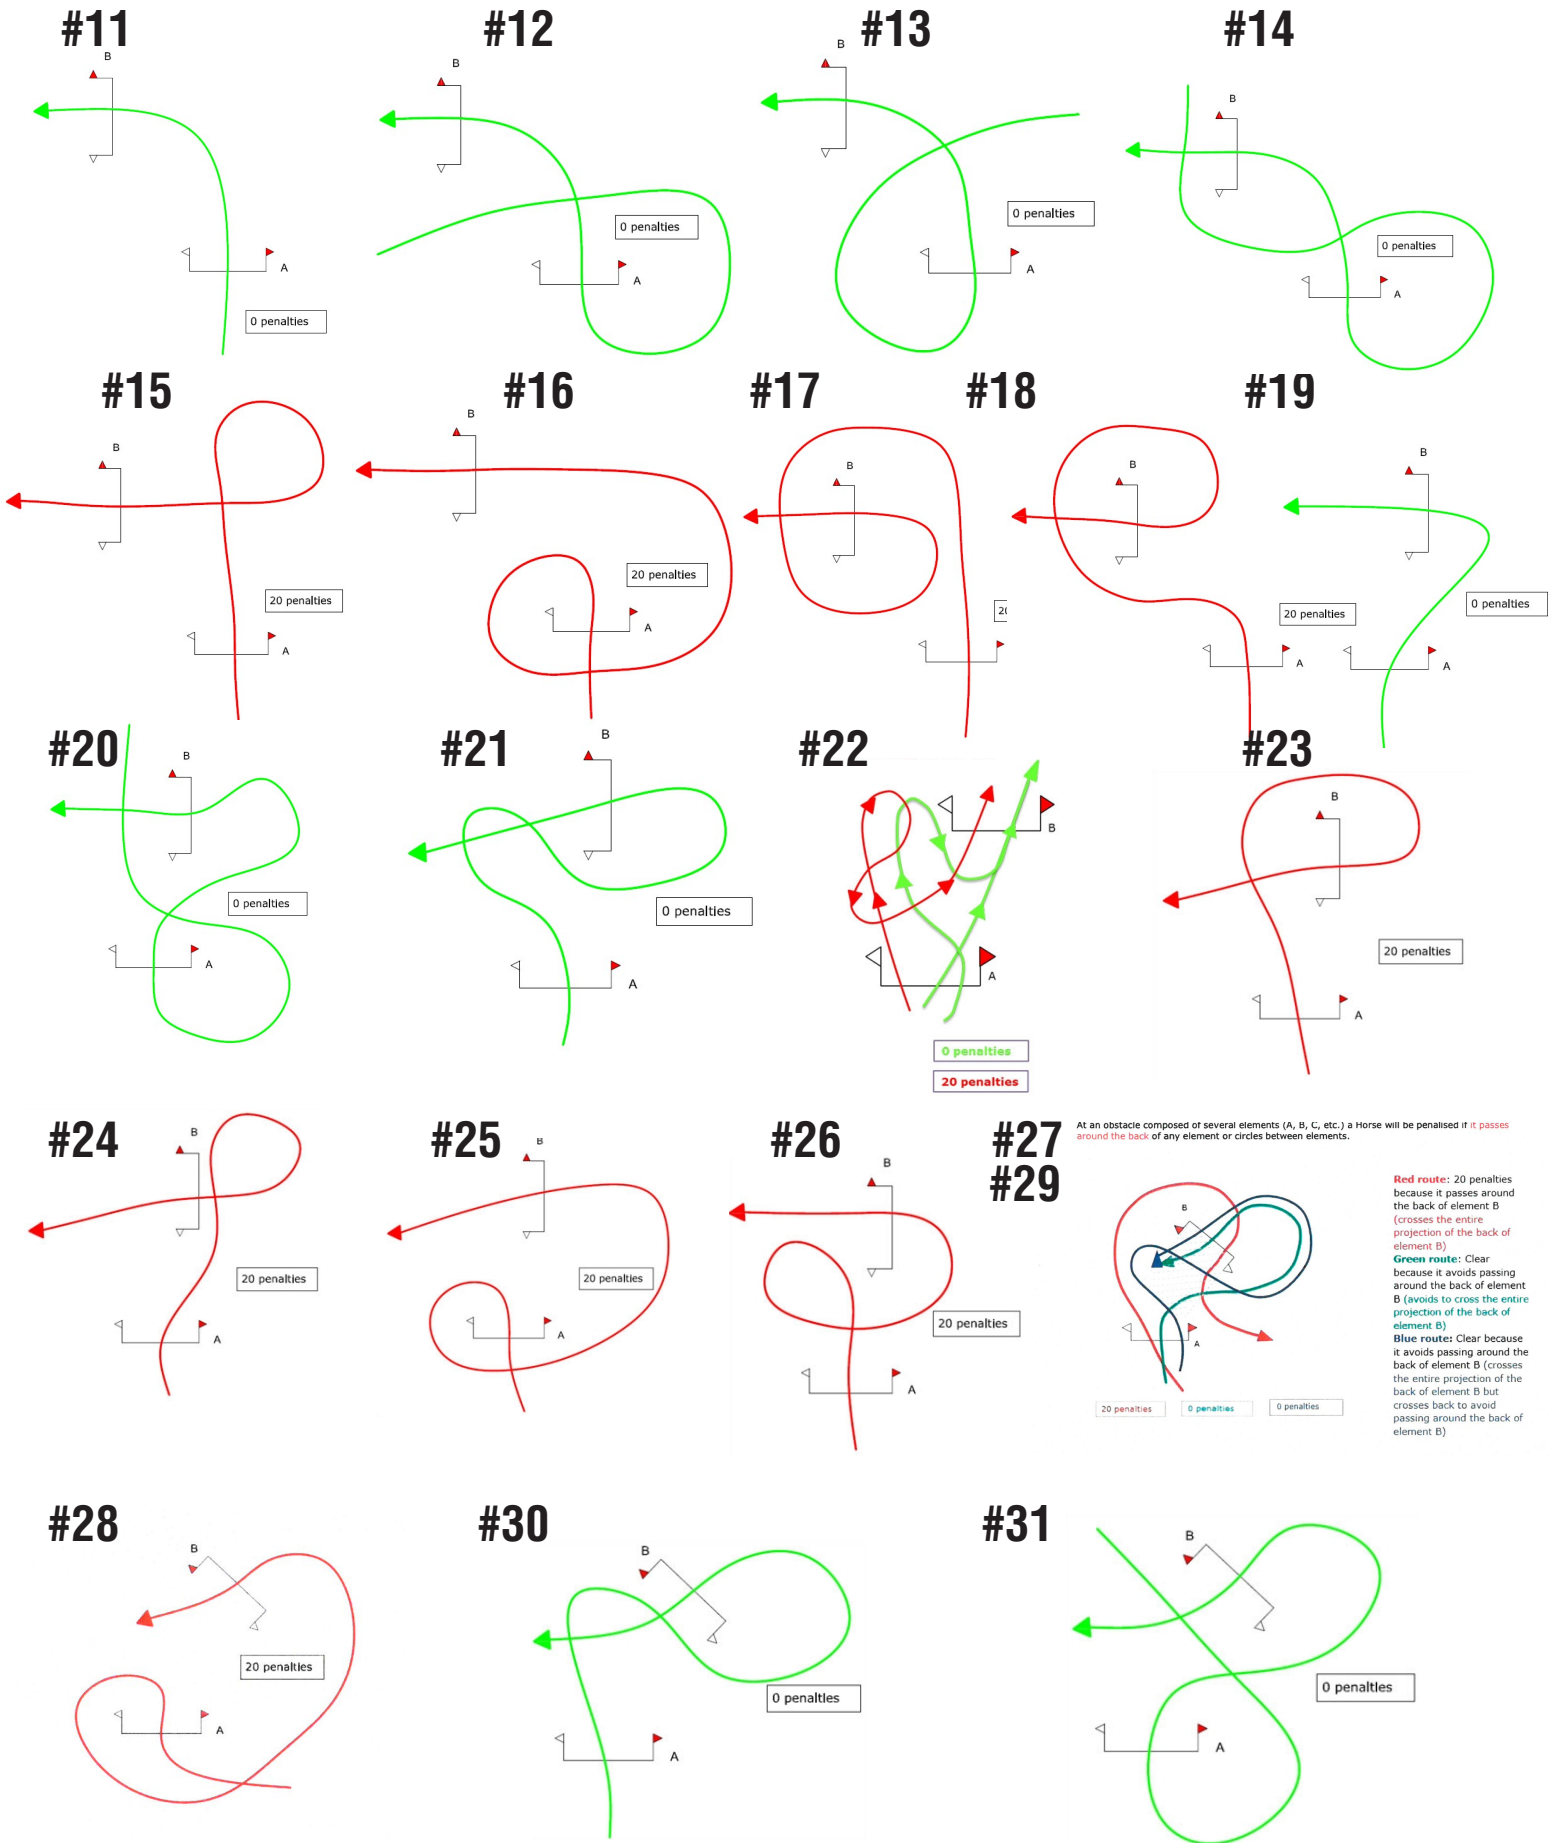 #11
B
A
0 penalties
#12
B
0 penalties
A
#13
B
0 penalties
A
#14
B
0 penalties
A
#15
B
20 penalties
A
#16
B
20 penalties
A
#17
B
20
#18
B
20 penalties
A
#19
B
0 penalties
A
#20
B
0 penalties
A
#21
B
0 penalties
A
#22
B
A
0 penalties
20 penalties
#23
B
20 penalties
A
#24
B
20 penalties
A
#25
B
20 penalties
A
#26
B
20 penalties
A
#27
#29
At an obstacle composed of several elements (A, B, C, etc.) a Horse will be penalised if it passes
around the back of any element or circles between elements.
B
A
20 penalties
0 penalties
0 penalties
Red route: 20 penalties
because it passes around
the back of element B
(crosses the entire
projection of the back of
element B)
Green route: Clear
because it avoids passing
around the back of element
B (avoids to cross the entire
projection of the back of
element B)
Blue route: Clear because
it avoids passing around the
back of element B (crosses
the entire projection of the
back of element B but
crosses back to avoid
passing around the back of
element B)
#28
B
20 penalties
A
#30
B
0 penalties
A
#31
B
0 penalties
A